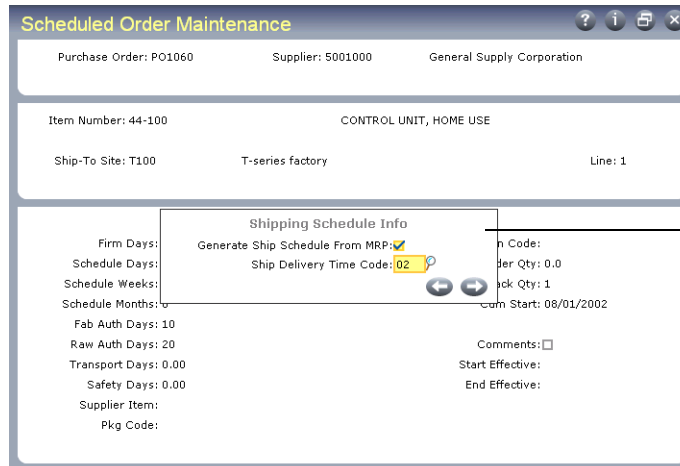 Scheduled Order Maintenance
Purchase Order: PO1060 Supplier: 5001000 General Supply Corporation
Item Number: 44-100 CONTROL UNIT, HOME USE
Ship-To Site: T100 T-series factory Line: 1
Shipping Schedule Info
Firm Days: Generate Ship Schedule From MRP: Code:
Schedule Days: Ship Delivery Time Code: 02 Qty: 0.0
Schedule Weeks: Qty: 1
Schedule Months: Cum Start: 08/01/2002
Fab Auth Days: 10
Raw Auth Days: 20 Comments:
Transport Days: 0.00 Start Effective:
Safety Days: 0.00 End Effective:
Supplier Item:
Pkg Code: